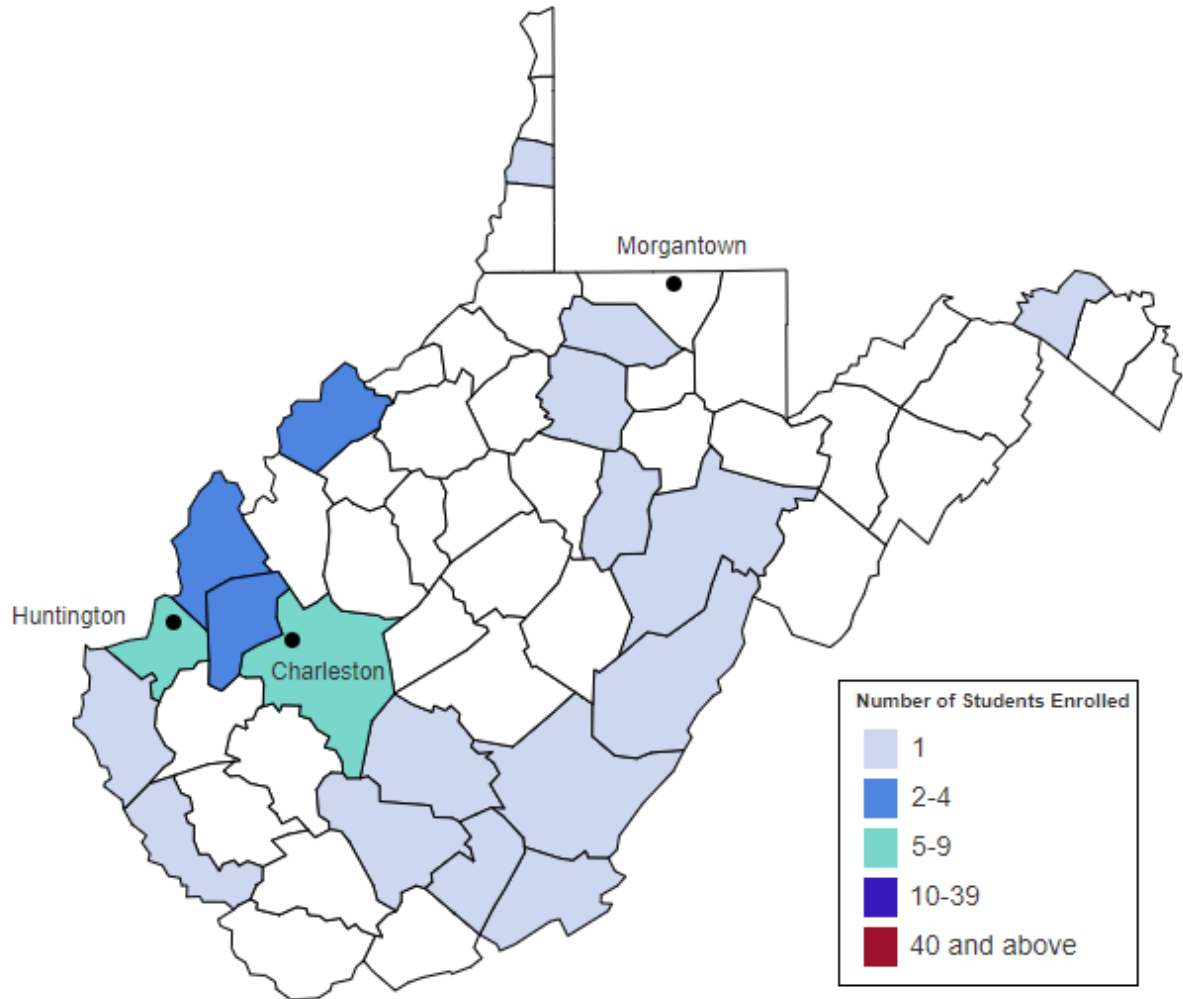 Morgantown
Huntington
Charleston
Number of Students Enrolled
1
2-4
5-9
10-39
40 and above